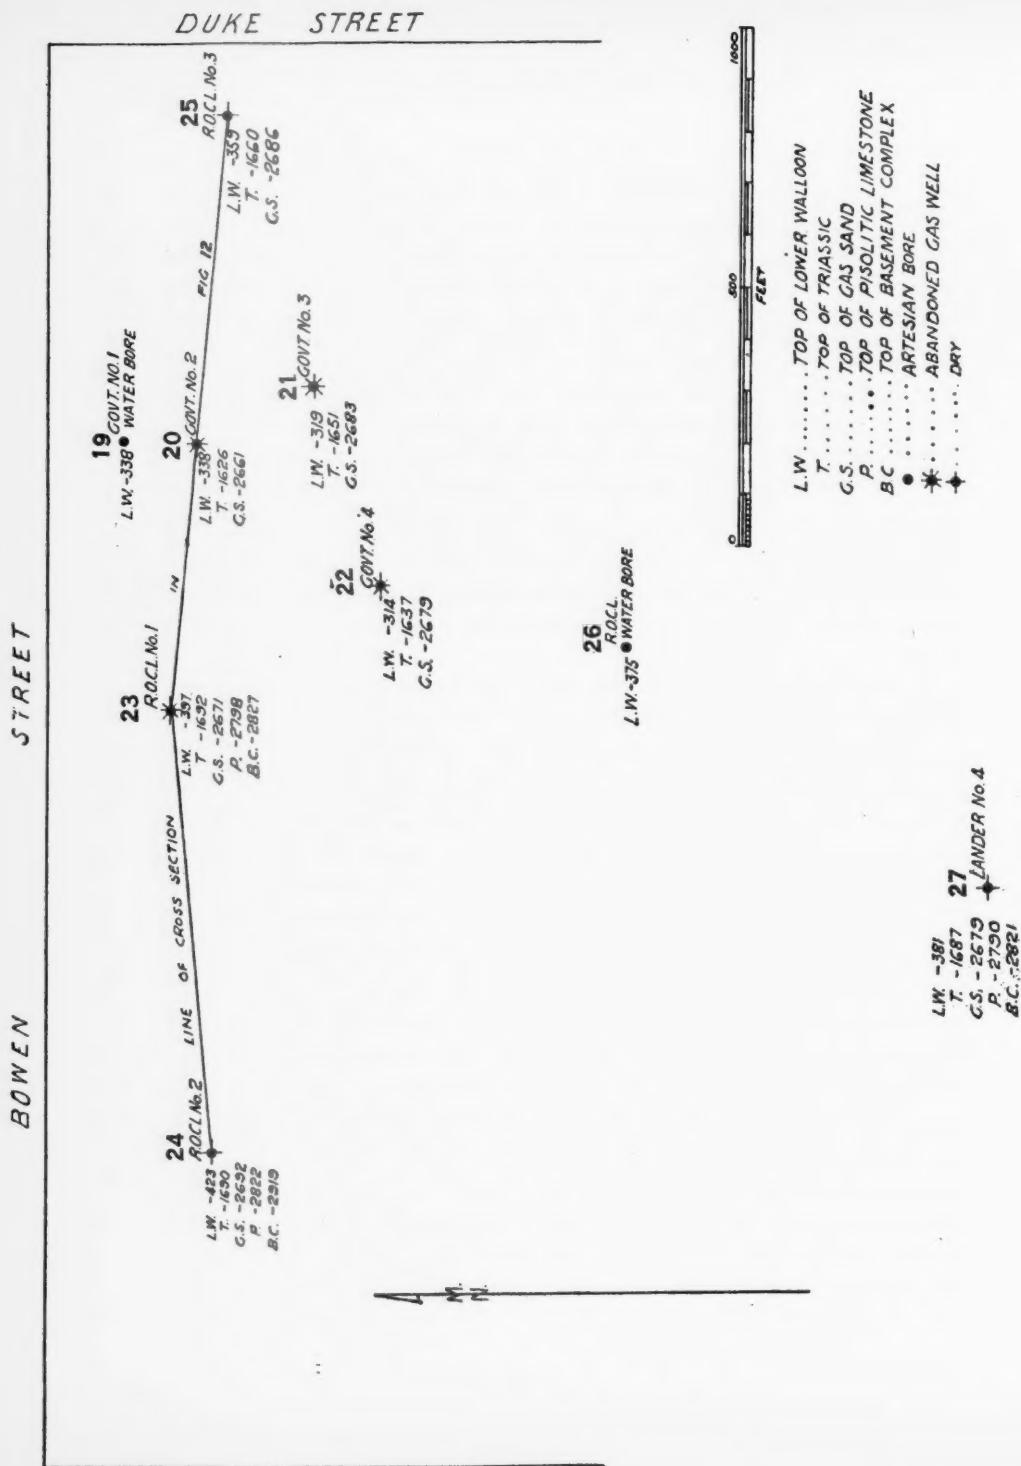 DUKE STREET
BOWEN STREET
25
R.O.C.L. No.3
L.W. -359
T. -1660
G.S. -2686
19
GOVT. NO.1
L.W. -338 WATER BORE
20
GOVT. No.2
L.W. -338
T. -1626
G.S. -2661
21
GOVT. No.3
L.W. -319
T. -1651
G.S. -2683
22
GOVT. No.4
L.W. -314
T. -1637
G.S. -2679
23
R.O.C.L. No.1
L.W. -397
T -1692
G.S. -2671
P. -2798
B.C. -2827
24
R.O.C.L No.2
L.W. -423
T. -1690
G.S. -2692
P. -2822
B.C. -2919
LINE OF CROSS SECTION IN FIG 12
26
R.O.C.L.
L.W. -375 WATER BORE
27
LANDER No.4
L.W. -381
T. -1687
G.S. -2679
P. -2790
B.C. -2821
M.
N.
0 500 1000
FEET
L.W. ....... TOP OF LOWER WALLOON
T. ........ TOP OF TRIASSIC
G.S. ....... TOP OF GAS SAND
P. ....... TOP OF PISOLITIC LIMESTONE
B.C ....... TOP OF BASEMENT COMPLEX
....... ARTESIAN BORE
....... ABANDONED GAS WELL
....... DRY